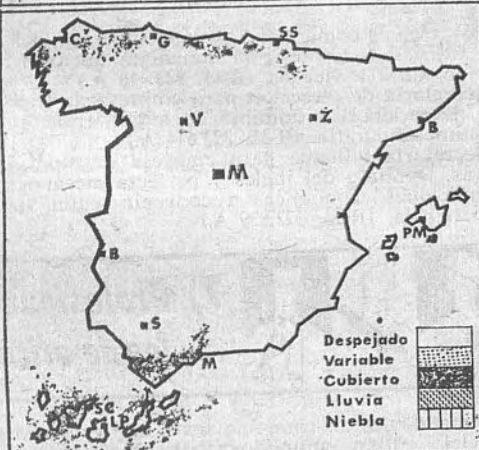 C
G
SS
V
Z
B
M
PM
B
S
M
SC
LP
Despejado
Variable
Cubierto
Lluvia
Niebla